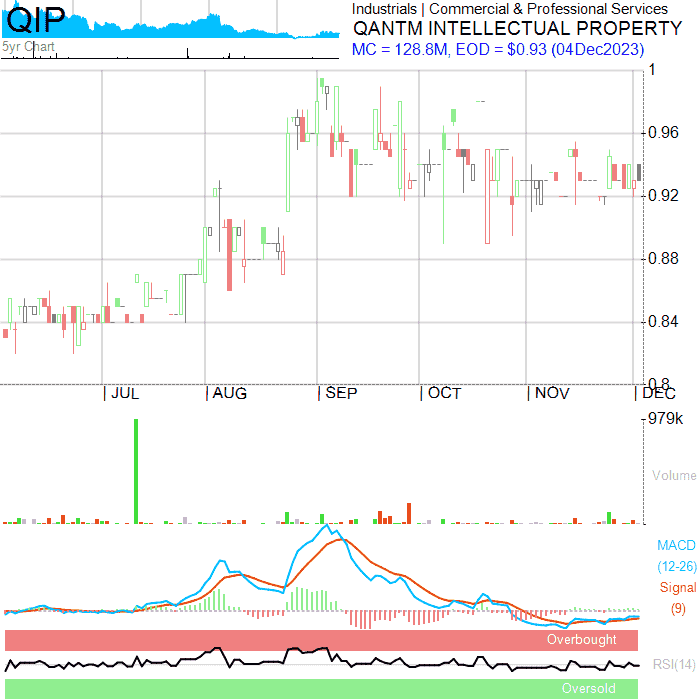 QIP
5yr Chart
Industrials | Commercial & Professional Services
QANTM INTELLECTUAL PROPERTY
MC = 128.8M, EOD = $0.93 (04Dec2023)
1
0.96
0.92
0.88
0.84
0.8
JUL AUG SEP OCT NOV DEC
979k
Volume
MACD
(12-26)
Signal
(9)
Overbought
RSI(14)
Oversold